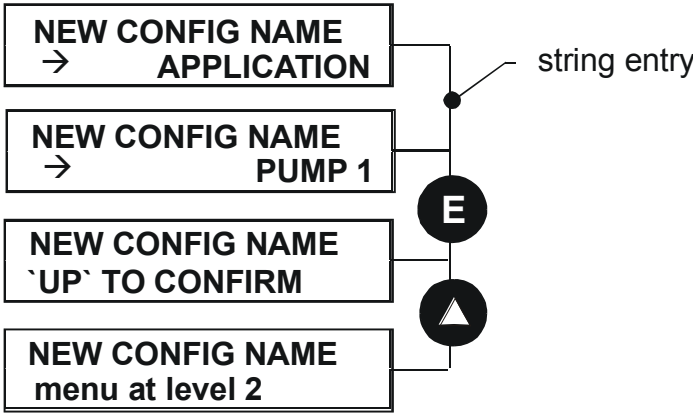 NEW CONFIG NAME
→ APPLICATION
string entry
NEW CONFIG NAME
→ PUMP 1
E
NEW CONFIG NAME
`UP` TO CONFIRM
NEW CONFIG NAME
menu at level 2